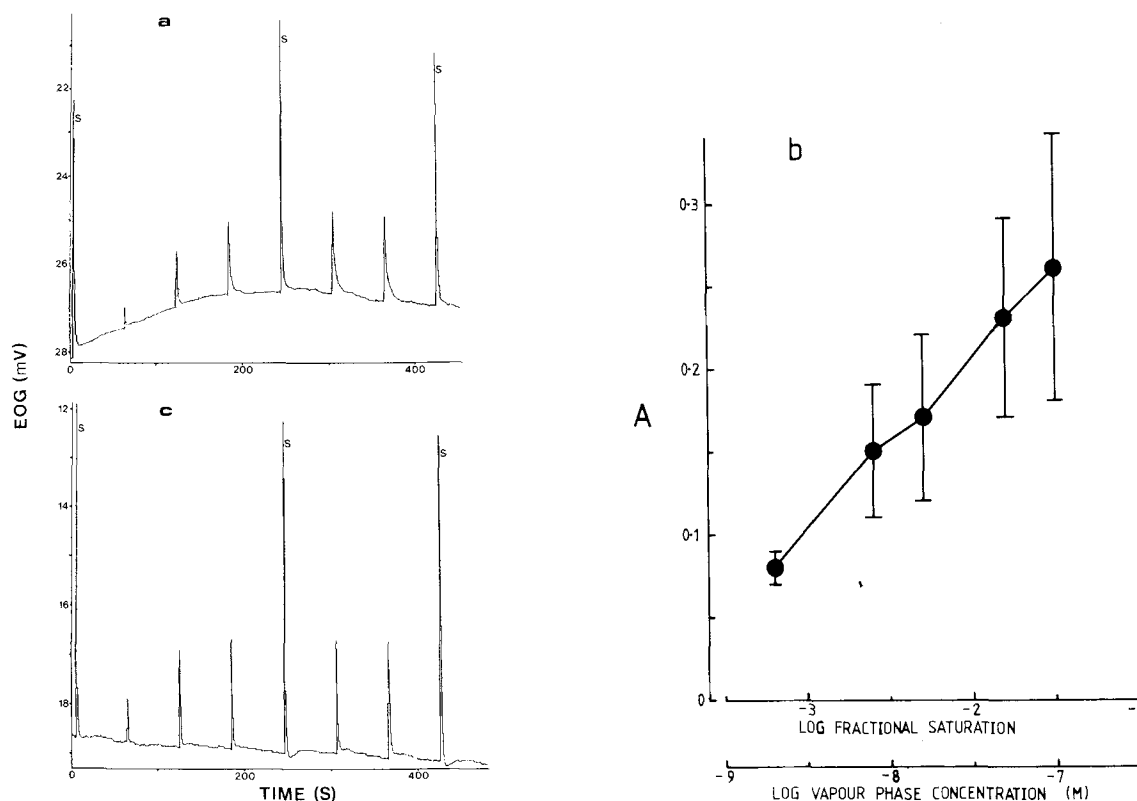 a
S
S
S
22
24
26
28
0
200
400
EOG (mV)
c
S
S
S
12
14
16
18
0
200
400
TIME (S)
b
A
0·3
0·2
0·1
0
-3
-2
LOG FRACTIONAL SATURATION
-9
-8
-7
LOG VAPOUR PHASE CONCENTRATION (M)